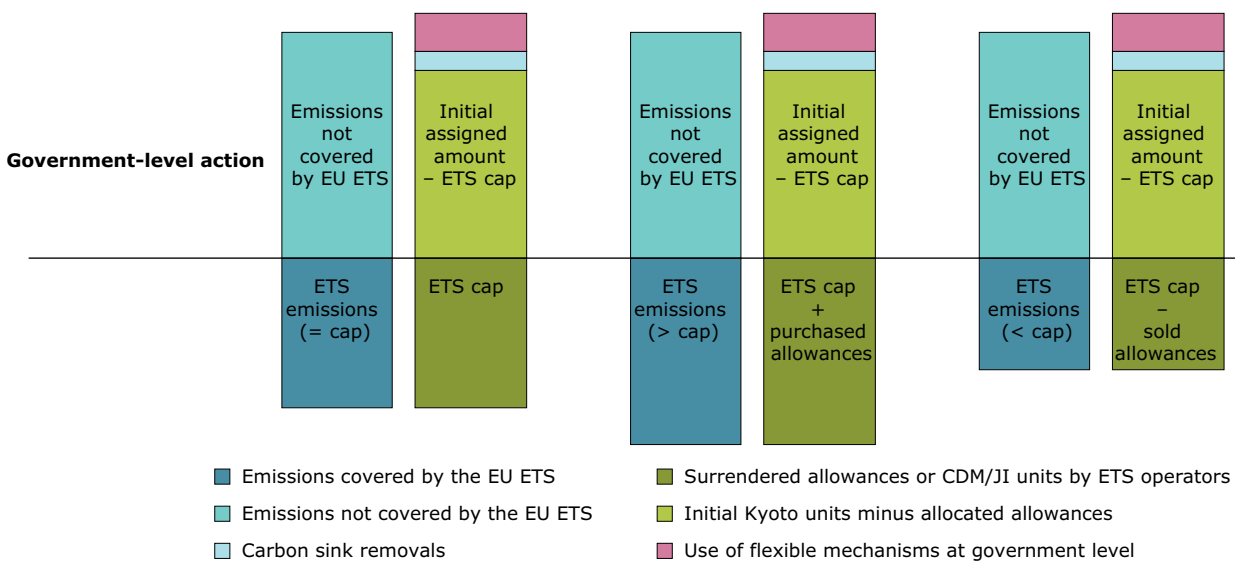 Government-level action
Emissions
not
covered
by EU ETS
Initial
assigned
amount
– ETS cap
Emissions
not
covered
by EU ETS
Initial
assigned
amount
– ETS cap
Emissions
not
covered
by EU ETS
Initial
assigned
amount
– ETS cap
ETS
emissions
(= cap)
ETS cap
ETS
emissions
(> cap)
ETS cap
+
purchased
allowances
ETS
emissions
(< cap)
ETS cap
–
sold
allowances
Emissions covered by the EU ETS
Emissions not covered by the EU ETS
Carbon sink removals
Surrendered allowances or CDM/JI units by ETS operators
Initial Kyoto units minus allocated allowances
Use of flexible mechanisms at government level